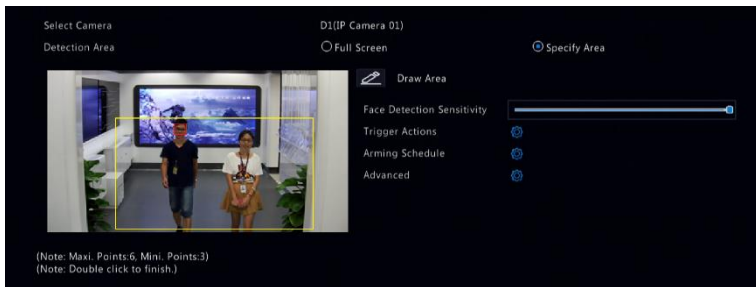 Select Camera D1(IP Camera 01)
Detection Area Full Screen Specify Area
Draw Area
Face Detection Sensitivity
Trigger Actions
Arming Schedule
Advanced
(Note: Maxi. Points:6, Mini. Points:3)
(Note: Double click to finish.)